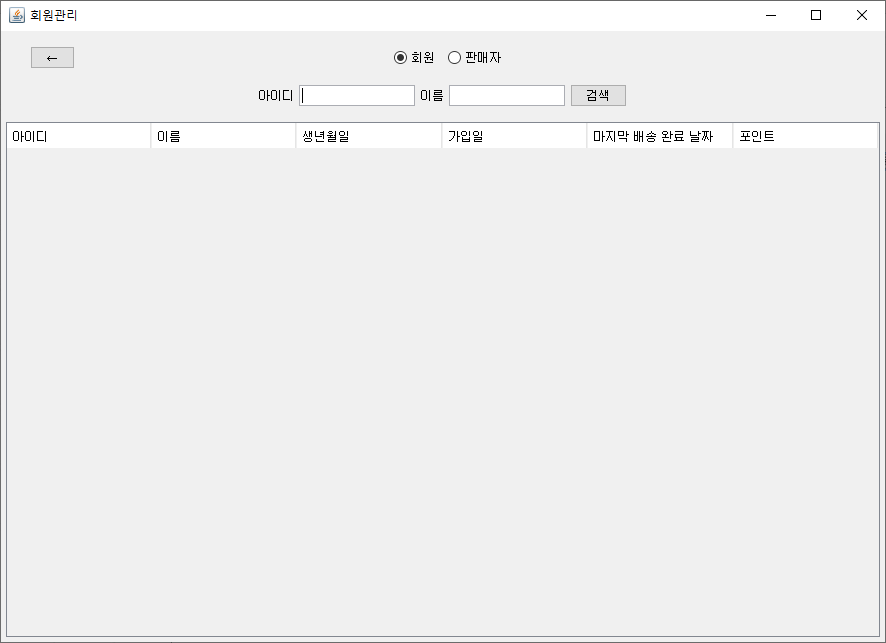 회원관리
← 회원 판매자
아이디 이름 검색
아이디 이름 생년월일 가입일 마지막 배송 완료 날짜 포인트